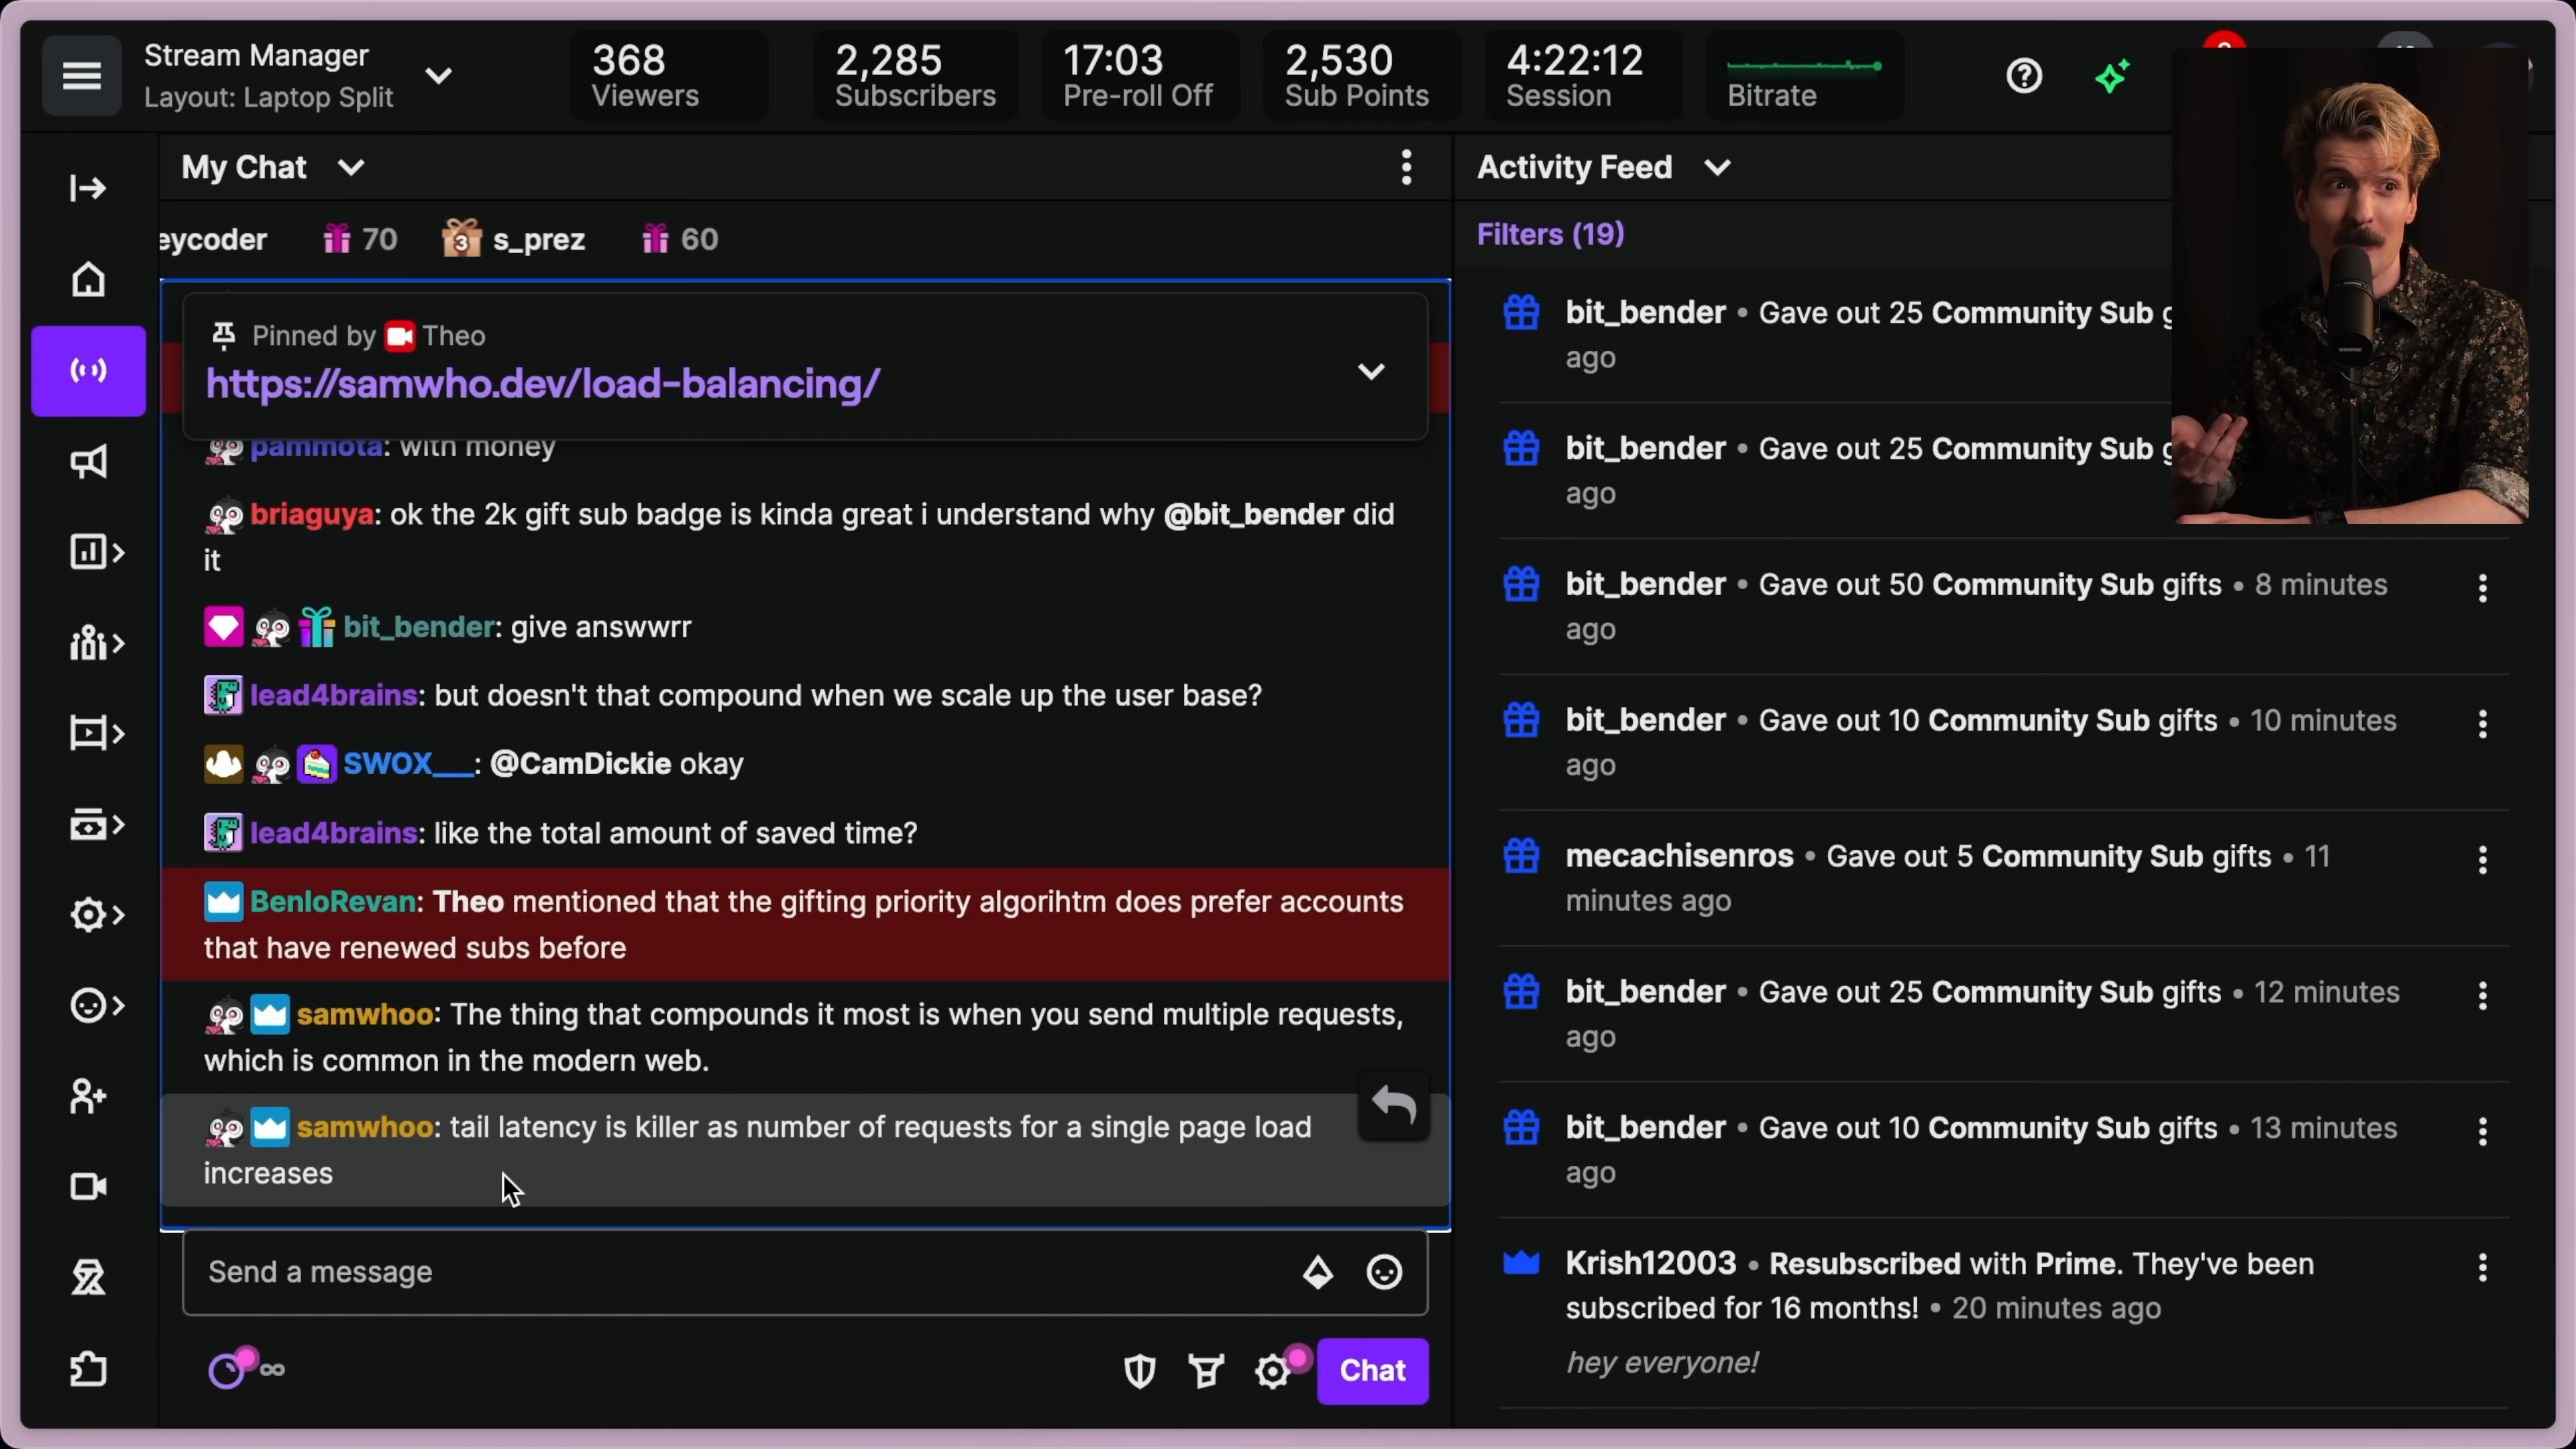 Stream Manager
Layout: Laptop Split
368
Viewers
2,285
Subscribers
17:03
Pre-roll Off
2,530
Sub Points
4:22:12
Session
Bitrate
My Chat
eycoder 70 3 s_prez 60
Pinned by Theo
https://samwho.dev/load-balancing/
pammota: with money
briaguya: ok the 2k gift sub badge is kinda great i understand why @bit_bender did
it
bit_bender: give answwrr
lead4brains: but doesn't that compound when we scale up the user base?
SWOX___: @CamDickie okay
lead4brains: like the total amount of saved time?
BenloRevan: Theo mentioned that the gifting priority algorihtm does prefer accounts
that have renewed subs before
samwhoo: The thing that compounds it most is when you send multiple requests,
which is common in the modern web.
samwhoo: tail latency is killer as number of requests for a single page load
increases
Send a message
Chat
Activity Feed
Filters (19)
bit_bender • Gave out 25 Community Sub g
ago
bit_bender • Gave out 25 Community Sub g
ago
bit_bender • Gave out 50 Community Sub gifts • 8 minutes
ago
bit_bender • Gave out 10 Community Sub gifts • 10 minutes
ago
mecachisenros • Gave out 5 Community Sub gifts • 11
minutes ago
bit_bender • Gave out 25 Community Sub gifts • 12 minutes
ago
bit_bender • Gave out 10 Community Sub gifts • 13 minutes
ago
Krish12003 • Resubscribed with Prime. They've been
subscribed for 16 months! • 20 minutes ago
hey everyone!